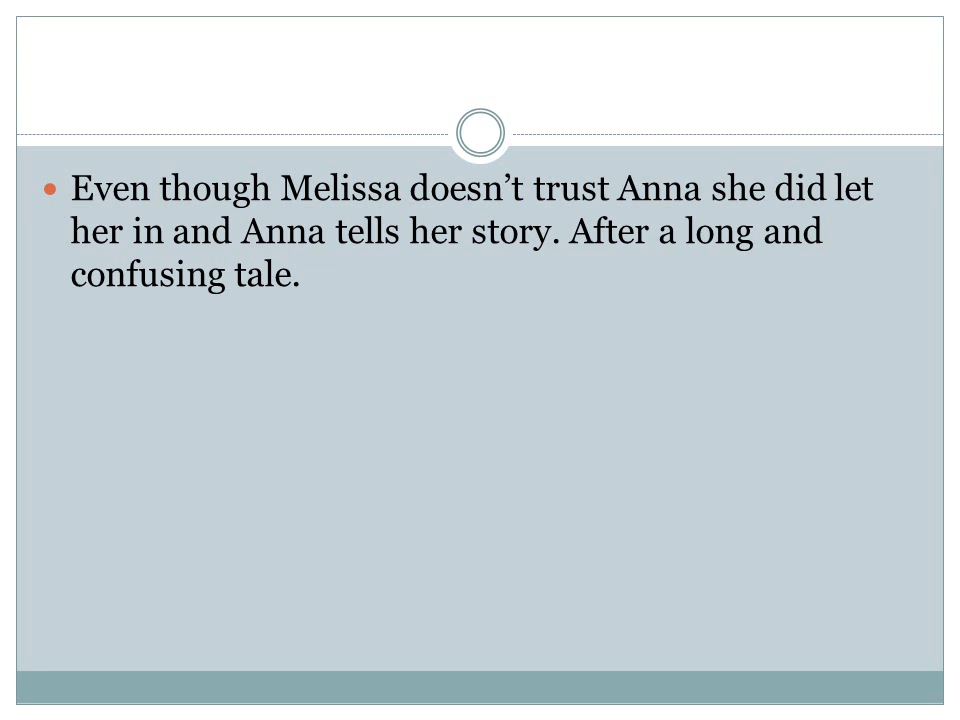 • Even though Melissa doesn’t trust Anna she did let
her in and Anna tells her story. After a long and
confusing tale.